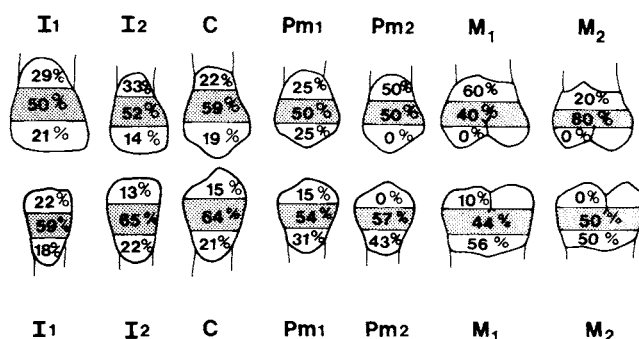 I1 I2 C Pm1 Pm2 M1 M2
29% 33% 22% 25% 50% 60% 20%
50% 52% 59% 50% 50% 40% 80%
21% 14% 19% 25% 0% 0% 0%
22% 13% 15% 15% 0% 10% 0%
59% 65% 64% 54% 57% 44% 50%
18% 22% 21% 31% 43% 56% 50%
I1 I2 C Pm1 Pm2 M1 M2